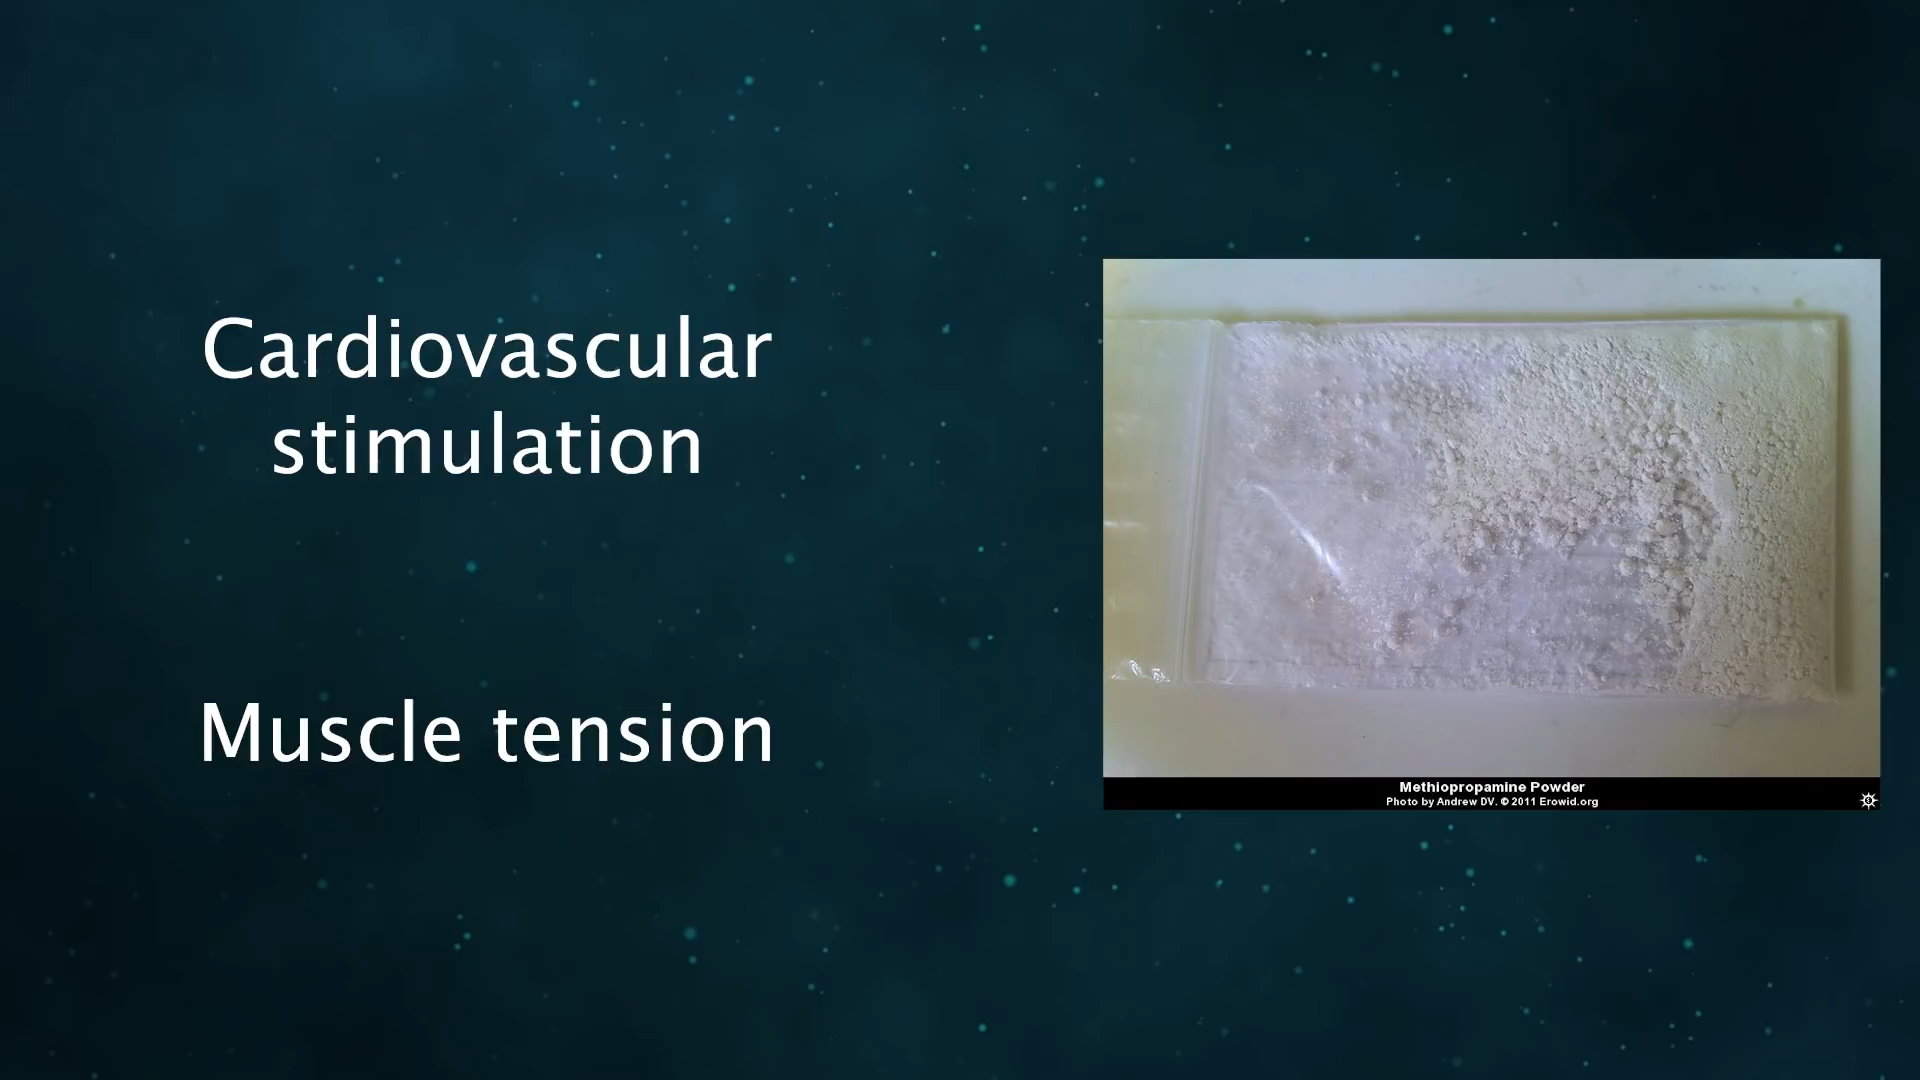 Cardiovascular
stimulation
Muscle tension
Methiopropamine Powder
Photo by Andrew DV. © 2011 Erowid.org